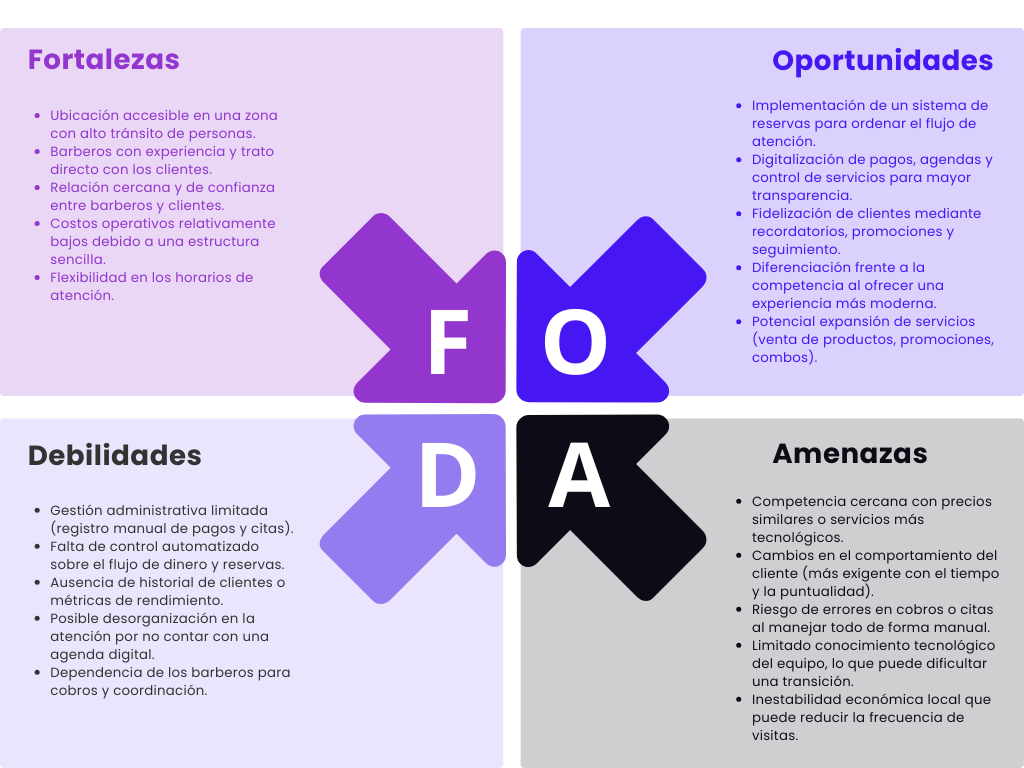 Fortalezas
Ubicación accesible en una zona
con alto tránsito de personas.
Barberos con experiencia y trato
directo con los clientes.
Relación cercana y de confianza
entre barberos y clientes.
Costos operativos relativamente
bajos debido a una estructura
sencilla.
Flexibilidad en los horarios de
atención.
Oportunidades
Implementación de un sistema de
reservas para ordenar el flujo de
atención.
Digitalización de pagos, agendas y
control de servicios para mayor
transparencia.
Fidelización de clientes mediante
recordatorios, promociones y
seguimiento.
Diferenciación frente a la
competencia al ofrecer una
experiencia más moderna.
Potencial expansión de servicios
(venta de productos, promociones,
combos).
F
O
D
A
Debilidades
Gestión administrativa limitada
(registro manual de pagos y citas).
Falta de control automatizado
sobre el flujo de dinero y reservas.
Ausencia de historial de clientes o
métricas de rendimiento.
Posible desorganización en la
atención por no contar con una
agenda digital.
Dependencia de los barberos para
cobros y coordinación.
Amenazas
Competencia cercana con precios
similares o servicios más
tecnológicos.
Cambios en el comportamiento del
cliente (más exigente con el tiempo
y la puntualidad).
Riesgo de errores en cobros o citas
al manejar todo de forma manual.
Limitado conocimiento tecnológico
del equipo, lo que puede dificultar
una transición.
Inestabilidad económica local que
puede reducir la frecuencia de
visitas.